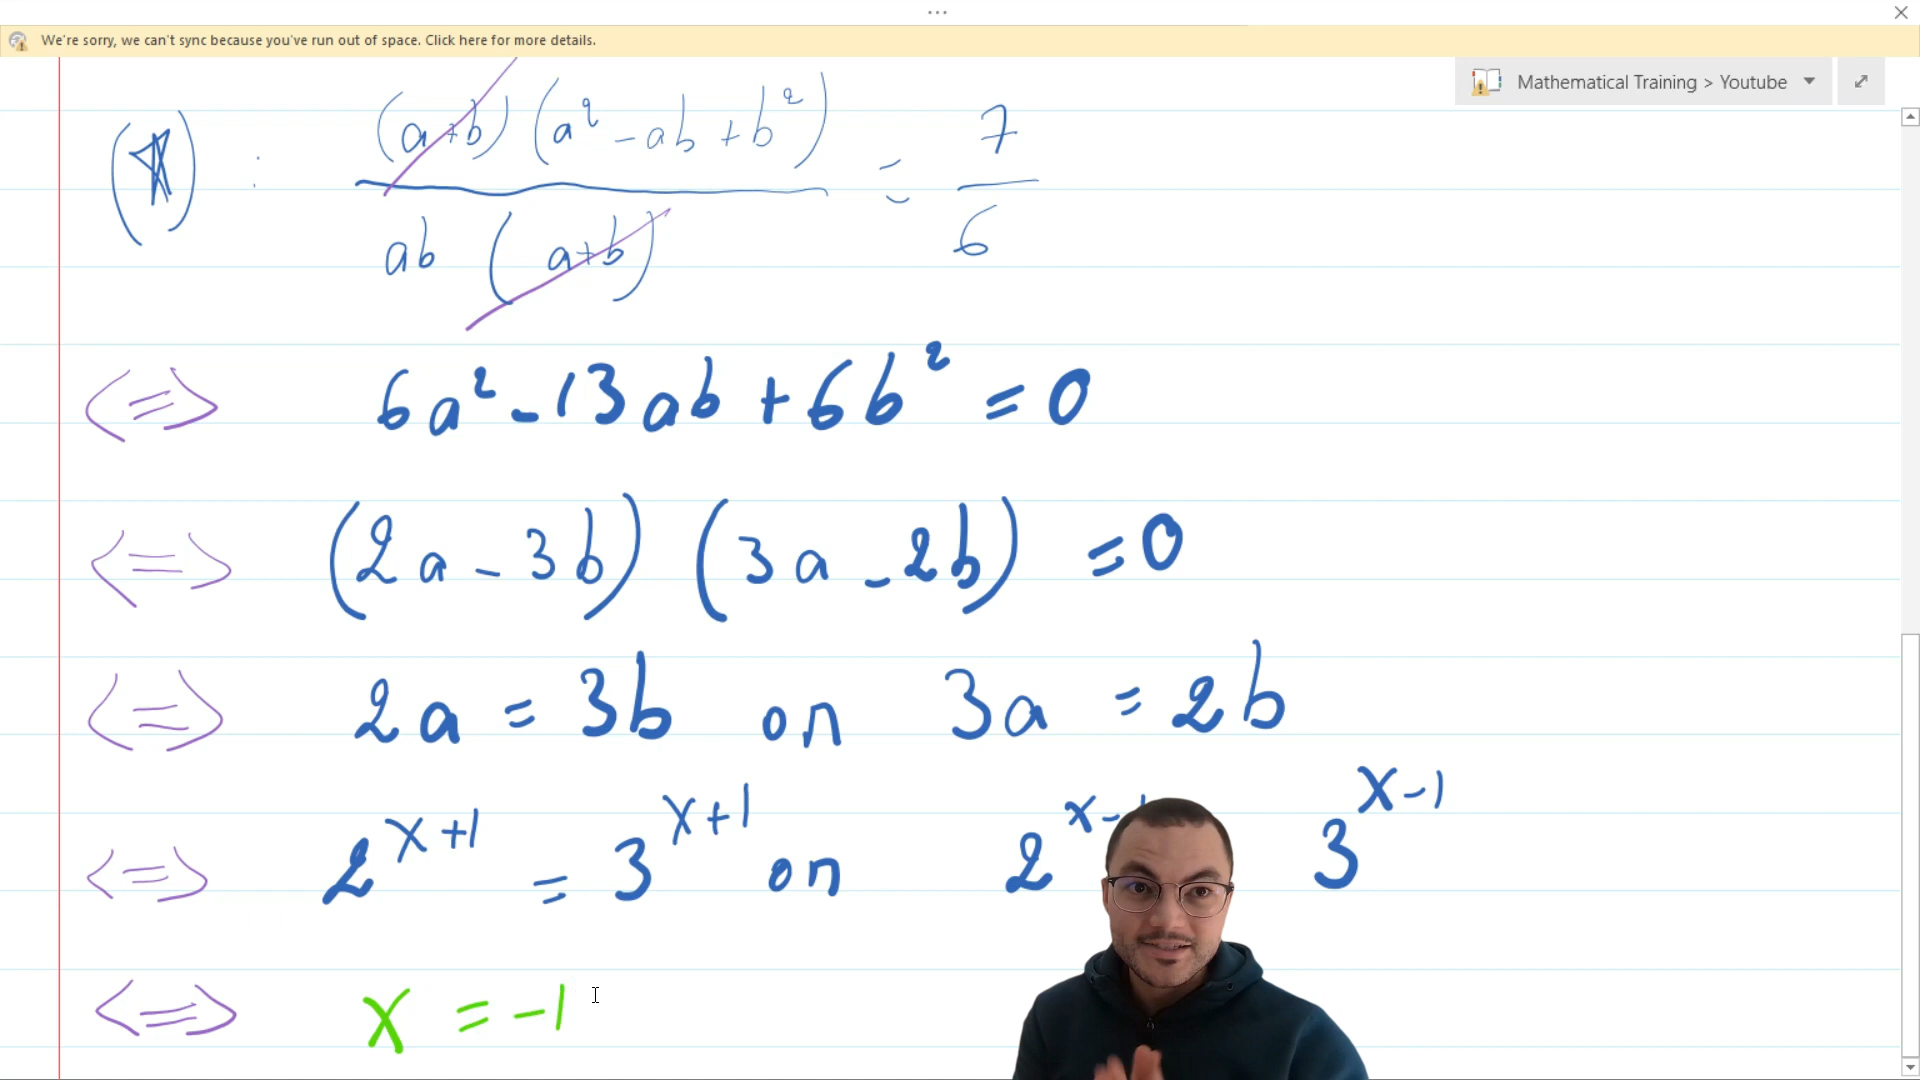 ...
We're sorry, we can't sync because you've run out of space. Click here for more details.
Mathematical Training > Youtube
(★) : (a+b) (a² - ab + b²) / ab (a+b) = 7/6
<=> 6a² - 13ab + 6b² = 0
<=> (2a - 3b) (3a - 2b) = 0
<=> 2a = 3b on 3a = 2b
<=> 2^(x+1) = 3^(x+1) on 2^(x- 3^(x-1)
<=> x = -1